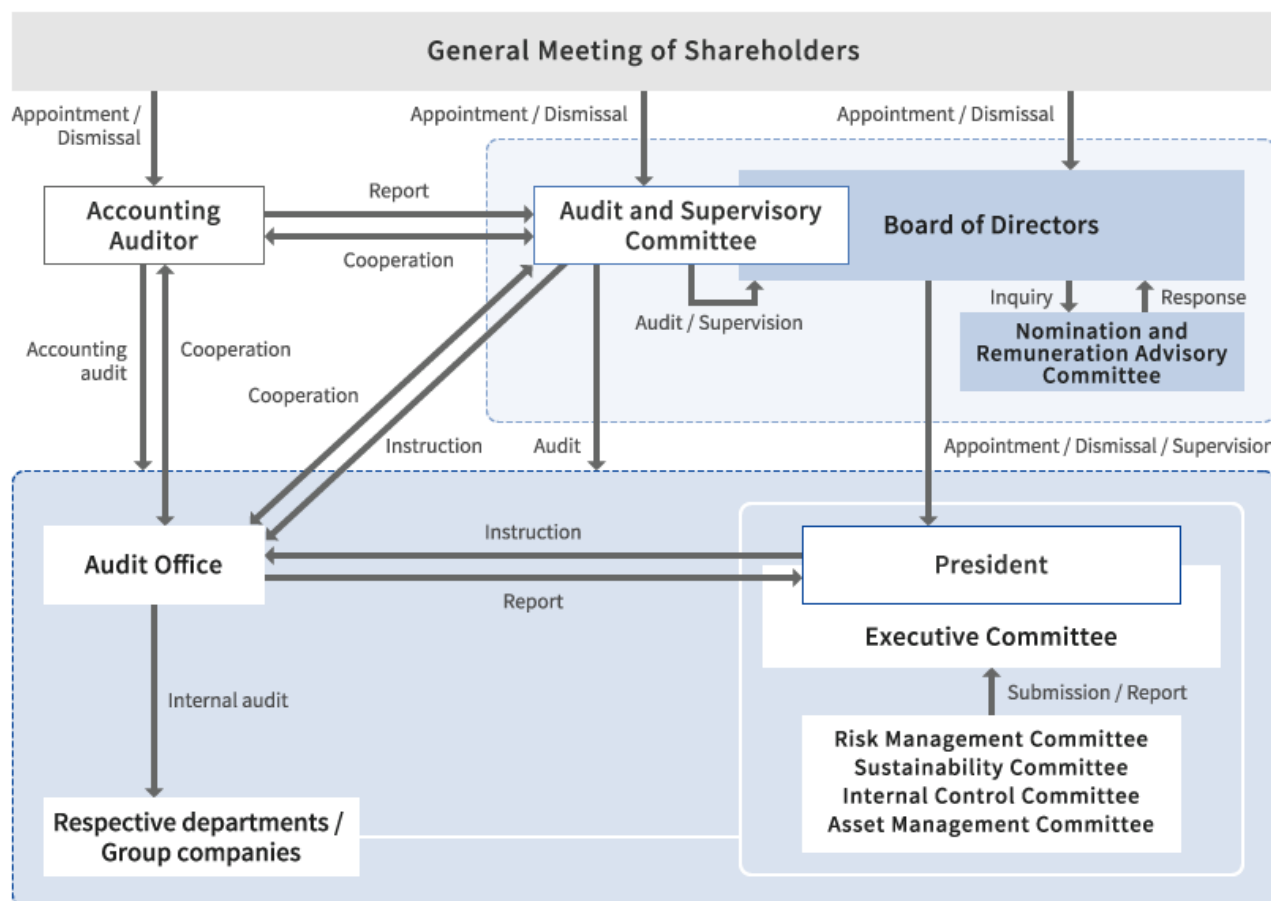 General Meeting of Shareholders
Appointment /
Dismissal
Appointment / Dismissal
Appointment / Dismissal
Accounting
Auditor
Report
Cooperation
Audit and Supervisory
Committee
Board of Directors
Audit / Supervision
Inquiry
Response
Nomination and
Remuneration Advisory
Committee
Accounting
audit
Cooperation
Cooperation
Instruction
Audit
Appointment / Dismissal / Supervision
Audit Office
Instruction
Report
President
Executive Committee
Internal audit
Submission / Report
Risk Management Committee
Sustainability Committee
Internal Control Committee
Asset Management Committee
Respective departments /
Group companies